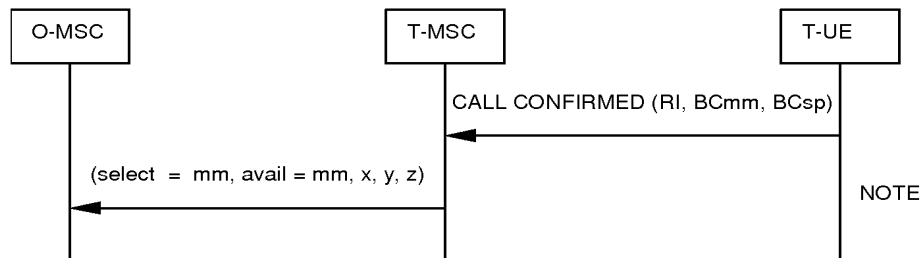 O-MSC
T-MSC
T-UE
CALL CONFIRMED (RI, BCmm, BCsp)
(select = mm, avail = mm, x, y, z)
NOTE